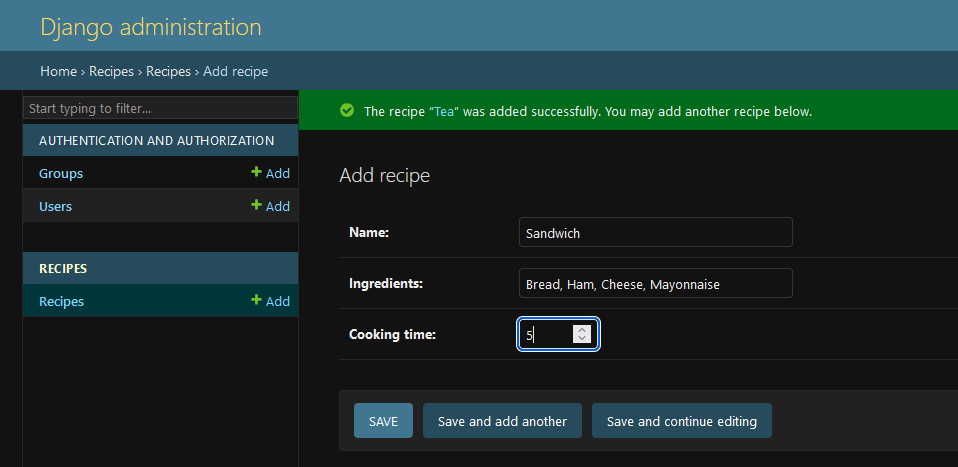 Django administration
Home › Recipes › Recipes › Add recipe
Start typing to filter...
AUTHENTICATION AND AUTHORIZATION
Groups + Add
Users + Add
RECIPES
Recipes + Add
The recipe “Tea” was added successfully. You may add another recipe below.
Add recipe
Name: Sandwich
Ingredients: Bread, Ham, Cheese, Mayonnaise
Cooking time: 5
SAVE Save and add another Save and continue editing